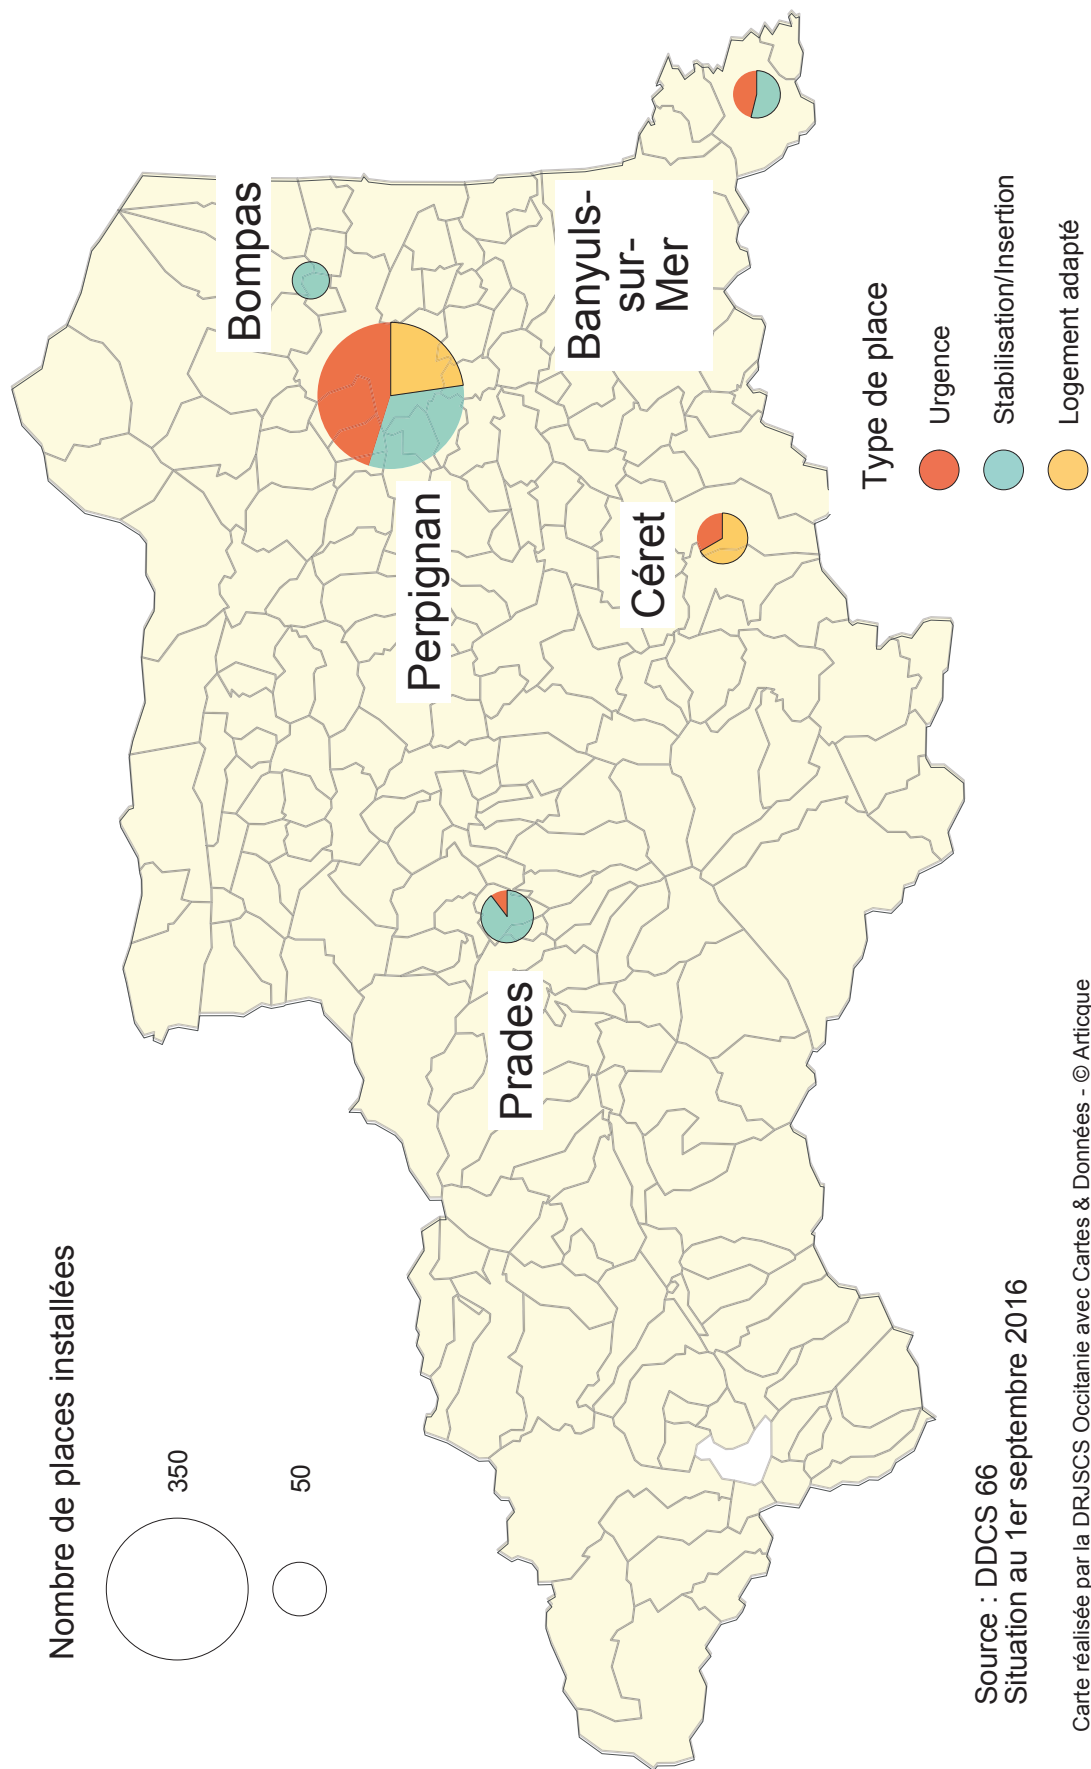 Nombre de places installées
350
50
Bompas
Perpignan
Banyuls-
sur-
Mer
Céret
Prades
Type de place
Urgence
Stabilisation/Insertion
Logement adapté
Source : DDCS 66
Situation au 1er septembre 2016
Carte réalisée par la DRJSCS Occitanie avec Cartes & Données - © Articque